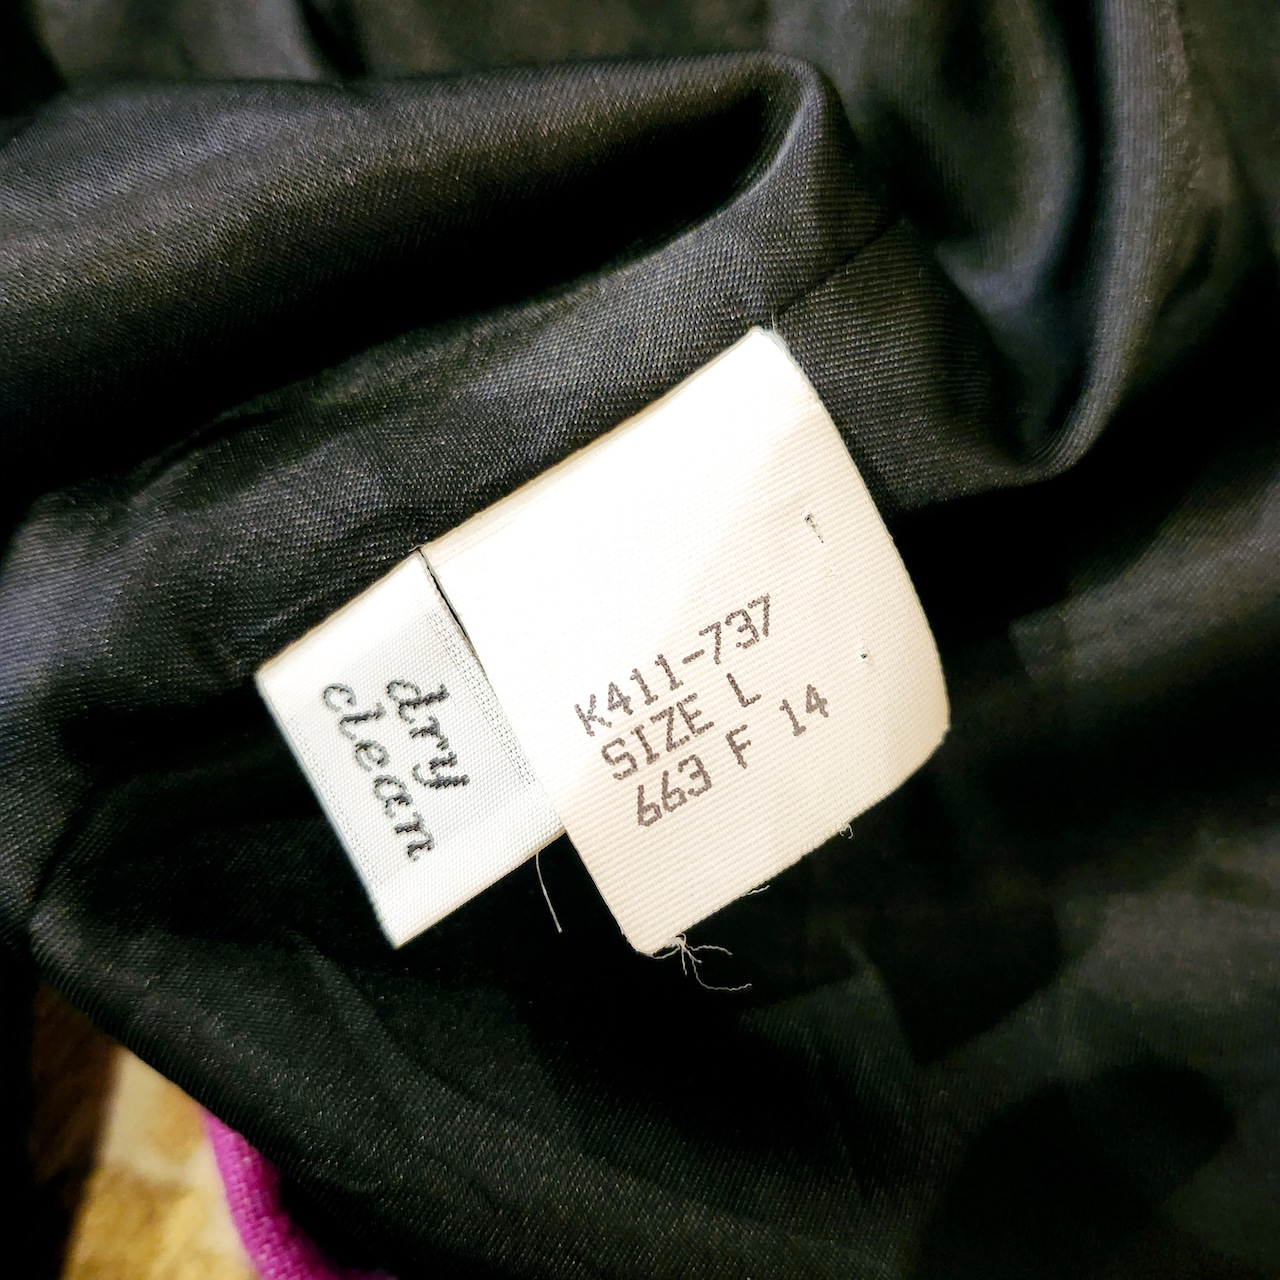 dry
clean
K411-737
SIZE L
663 F 14